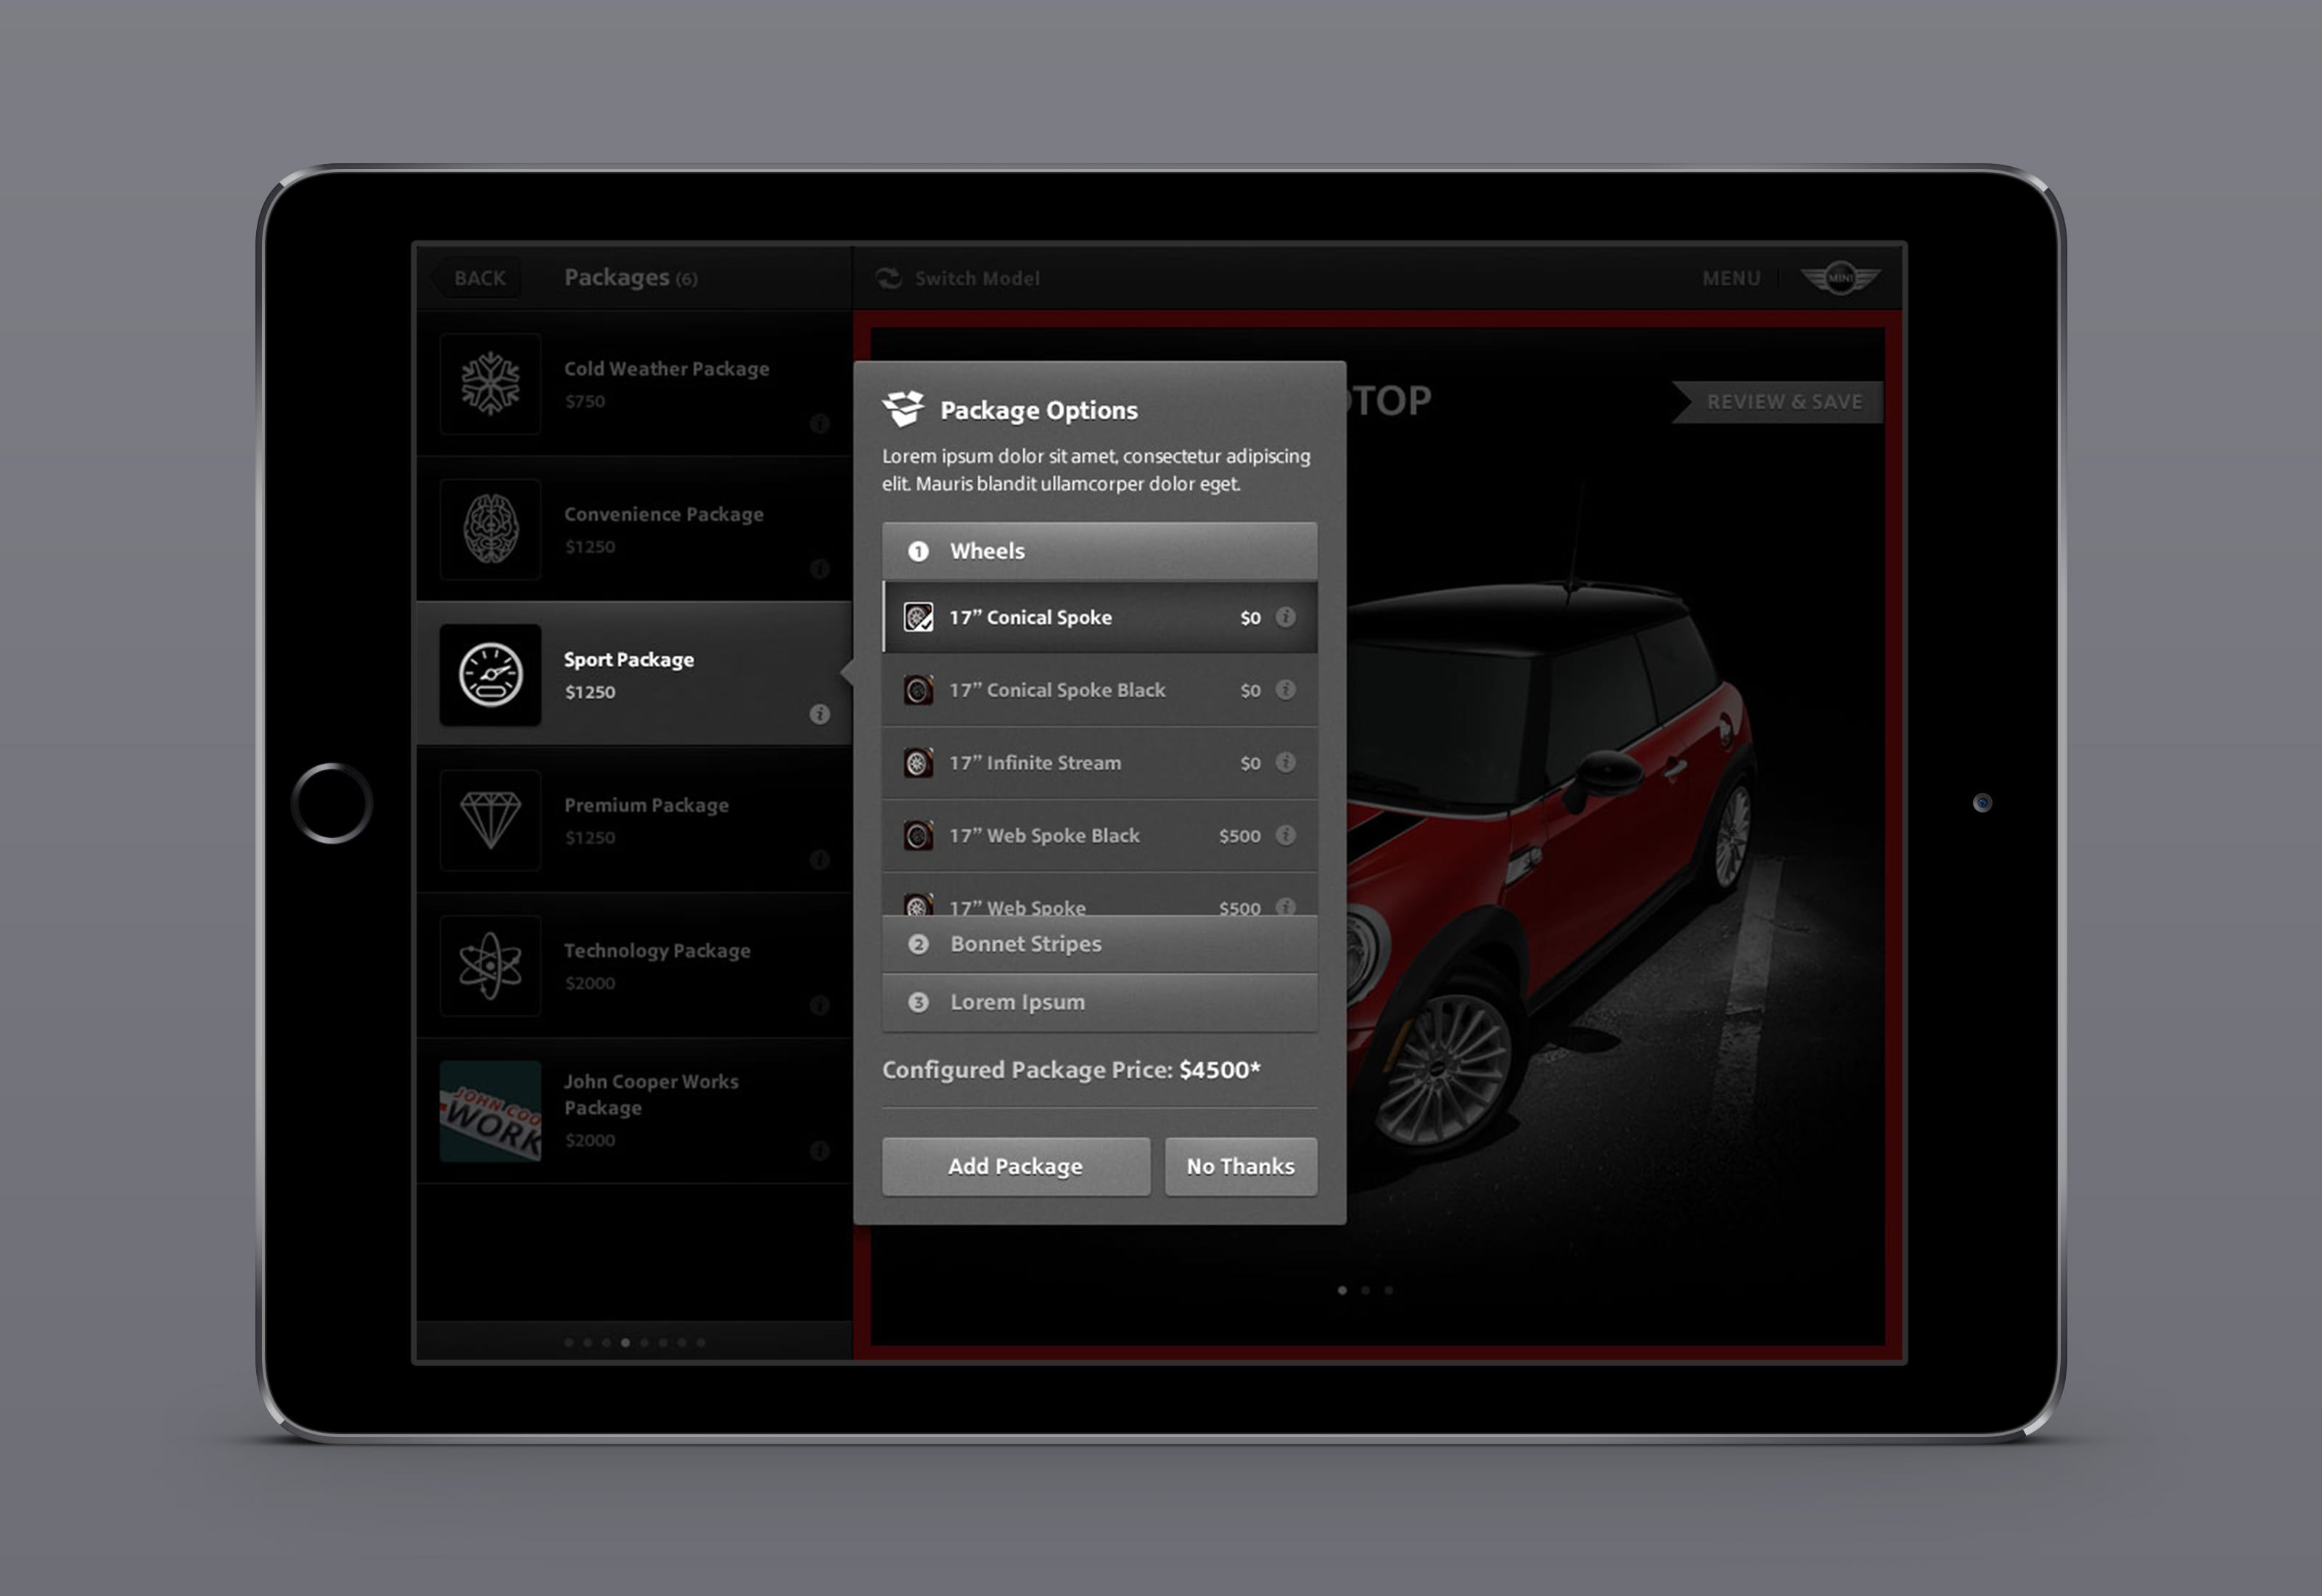 BACK
Packages (6)
Switch Model
MENU
MINI
Cold Weather Package
$750
Convenience Package
$1250
Sport Package
$1250
Premium Package
$1250
Technology Package
$2000
JOHN COO
WORK
John Cooper Works
Package
$2000
TOP
REVIEW & SAVE
Package Options
Lorem ipsum dolor sit amet, consectetur adipiscing
elit. Mauris blandit ullamcorper dolor eget.
1 Wheels
17” Conical Spoke $0
17” Conical Spoke Black $0
17” Infinite Stream $0
17” Web Spoke Black $500
17” Web Spoke $500
2 Bonnet Stripes
3 Lorem Ipsum
Configured Package Price: $4500*
Add Package
No Thanks